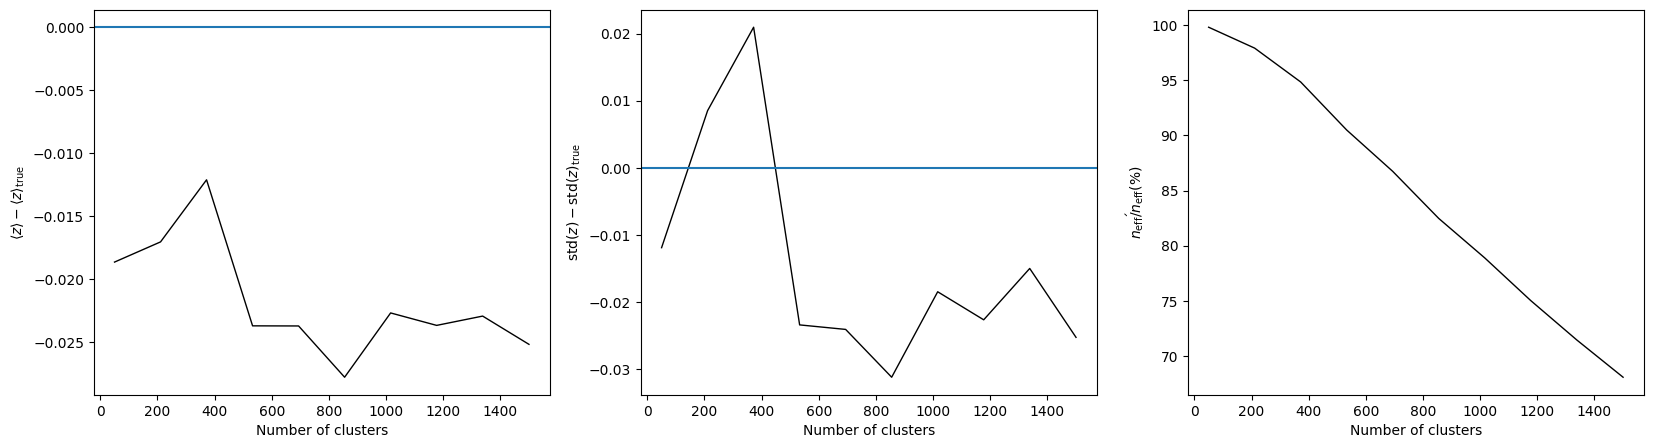 0.000
−0.005
−0.010
−0.015
−0.020
−0.025
⟨z⟩ − ⟨z⟩true
0 200 400 600 800 1000 1200 1400
Number of clusters
0.02
0.01
0.00
−0.01
−0.02
−0.03
std(z) − std(z)true
0 200 400 600 800 1000 1200 1400
Number of clusters
100
95
90
85
80
75
70
n′eff/neff(%)
0 200 400 600 800 1000 1200 1400
Number of clusters